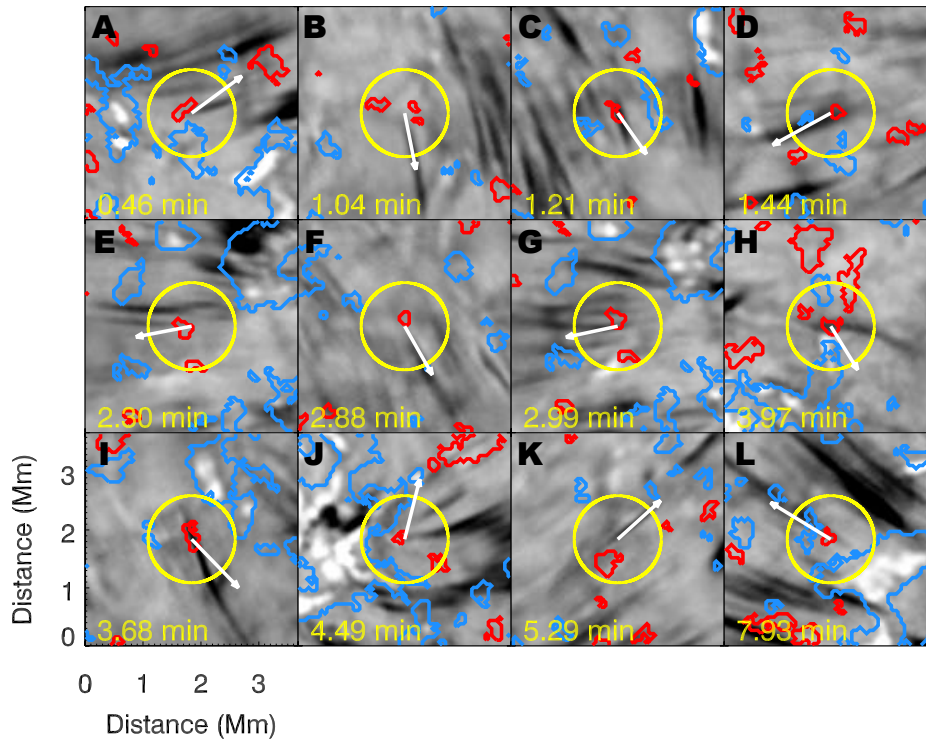 A B C D
0.46 min 1.04 min 1.21 min 1.44 min
E F G H
2.30 min 2.88 min 2.99 min 3.97 min
I J K L
3.68 min 4.49 min 5.29 min 7.93 min
3
2
1
0
Distance (Mm)
0 1 2 3
Distance (Mm)